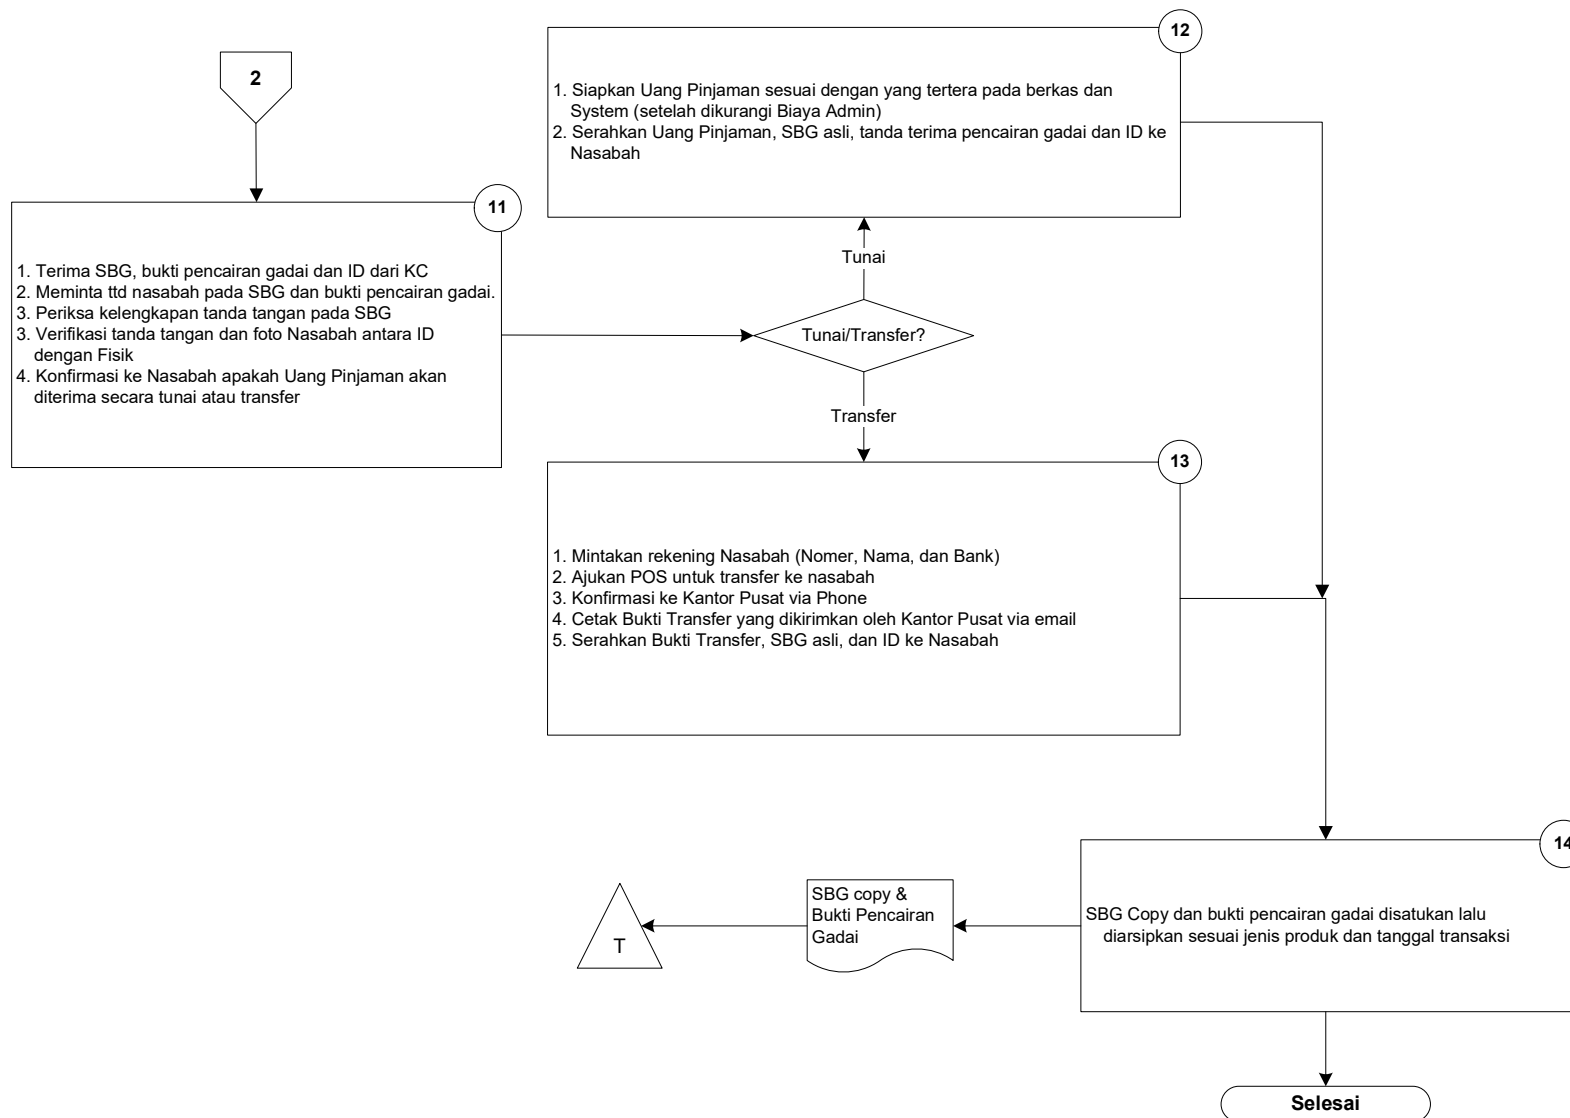 2
11
1. Terima SBG, bukti pencairan gadai dan ID dari KC
2. Meminta ttd nasabah pada SBG dan bukti pencairan gadai.
3. Periksa kelengkapan tanda tangan pada SBG
3. Verifikasi tanda tangan dan foto Nasabah antara ID
dengan Fisik
4. Konfirmasi ke Nasabah apakah Uang Pinjaman akan
diterima secara tunai atau transfer
12
1. Siapkan Uang Pinjaman sesuai dengan yang tertera pada berkas dan
System (setelah dikurangi Biaya Admin)
2. Serahkan Uang Pinjaman, SBG asli, tanda terima pencairan gadai dan ID ke
Nasabah
Tunai
Tunai/Transfer?
Transfer
13
1. Mintakan rekening Nasabah (Nomer, Nama, dan Bank)
2. Ajukan POS untuk transfer ke nasabah
3. Konfirmasi ke Kantor Pusat via Phone
4. Cetak Bukti Transfer yang dikirimkan oleh Kantor Pusat via email
5. Serahkan Bukti Transfer, SBG asli, dan ID ke Nasabah
14
SBG Copy dan bukti pencairan gadai disatukan lalu
diarsipkan sesuai jenis produk dan tanggal transaksi
SBG copy &
Bukti Pencairan
Gadai
T
Selesai